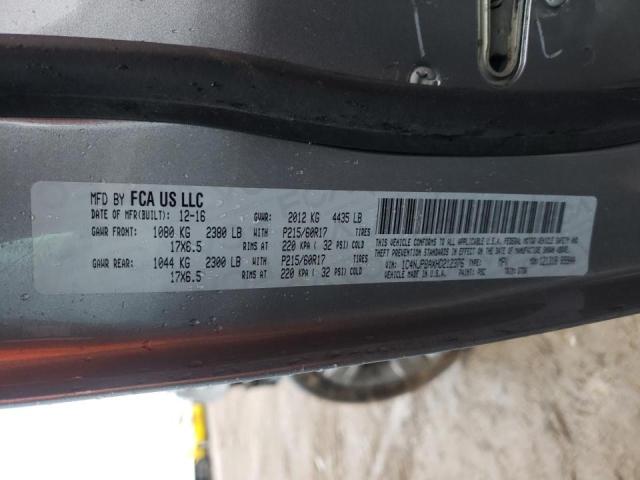 MFD BY FCA US LLC
DATE OF MFR(BUILT): 12-16 GVWR: 2012 KG 4435 LB
GAWR FRONT: 1080 KG 2380 LB WITH P215/60R17 TIRES
17X6.5 RIMS AT 220 KPA ( 32 PSI) COLD
GAWR REAR: 1044 KG 2300 LB WITH P215/60R17 TIRES
17X6.5 RIMS AT 220 KPA ( 32 PSI) COLD
THIS VEHICLE CONFORMS TO ALL
APPLICABLE U.S.A. FEDERAL MOTOR VEHICLE SAFETY AND
THEFT PREVENTION STANDARDS IN EFFECT ON THE DATE OF MANUFACTURE SHOWN ABOVE.
TYPE: MPV
VEHICLE MADE IN U.S.A. PAINT: PSC